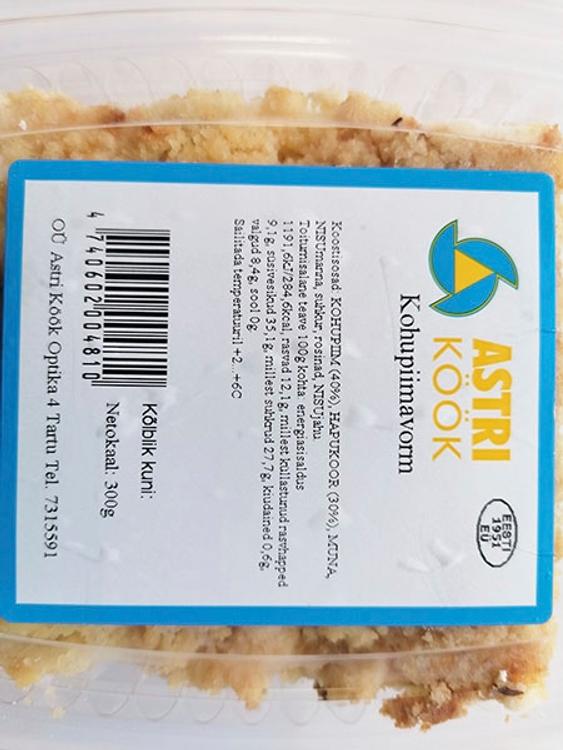 ASTRI
KÖÖK
EESTI
1951
EÜ
Kohupiimavorm
Koostisosad: KOHUPIIM (40%), HAPUKOOR (30%), MUNA,
NISUmanna, suhkur, rosinad, NISUjahu
Toitumisalane teave 100g kohta: energiasisaldus
1191,6kJ/284,6kcal, rasvad 12,1g, millest küllastunud rasvhapped
9,1g, süsivesikud 35,1g, millest suhkrud 27,7g, kiudained 0,6g,
valgud 8,4g, sool 0g
Säilitada temperatuuril +2...+6C
4 740602 004810
Kõlblik kuni:
Netokaal: 300g
OÜ Astri Köök Optika 4 Tartu Tel. 7315591